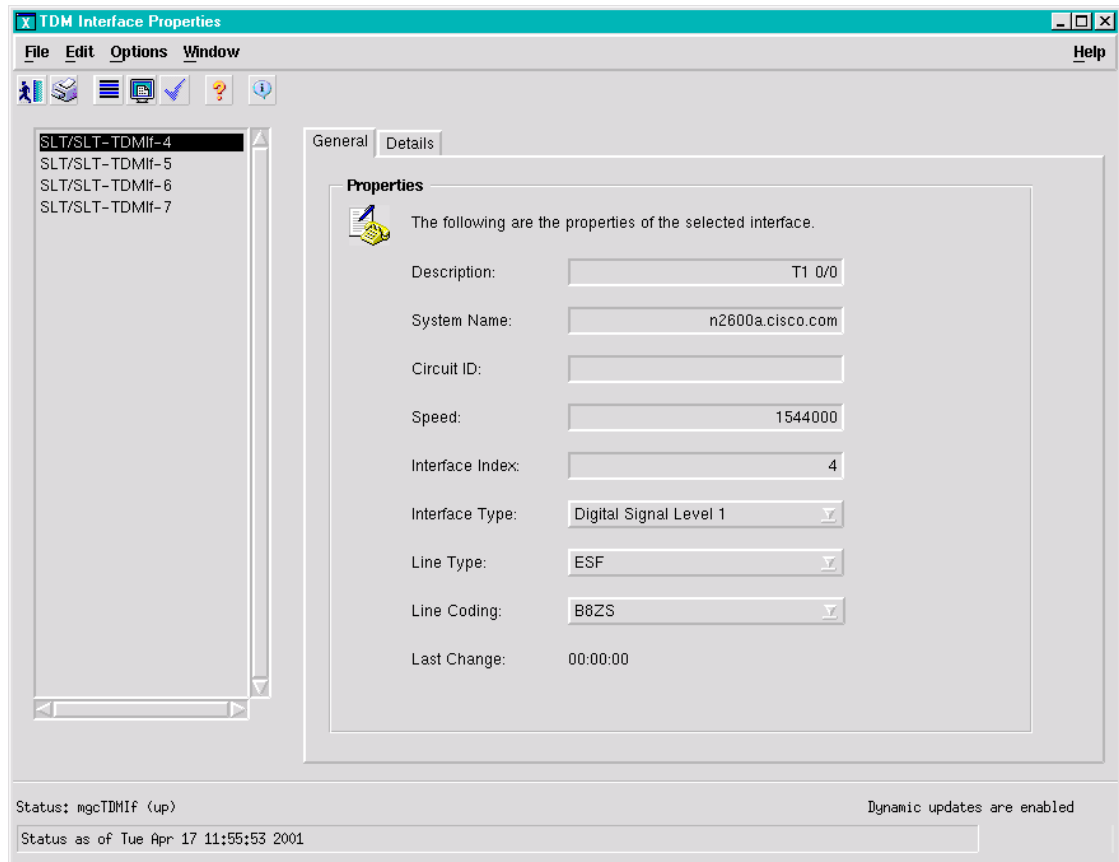 TDM Interface Properties
File Edit Options Window Help
SLT/SLT-TDMIf-4
SLT/SLT-TDMIf-5
SLT/SLT-TDMIf-6
SLT/SLT-TDMIf-7
General Details
Properties
The following are the properties of the selected interface.
Description: T1 0/0
System Name: n2600a.cisco.com
Circuit ID:
Speed: 1544000
Interface Index: 4
Interface Type: Digital Signal Level 1
Line Type: ESF
Line Coding: B8ZS
Last Change: 00:00:00
Status: mgcTDMIf (up) Dynamic updates are enabled
Status as of Tue Apr 17 11:55:53 2001